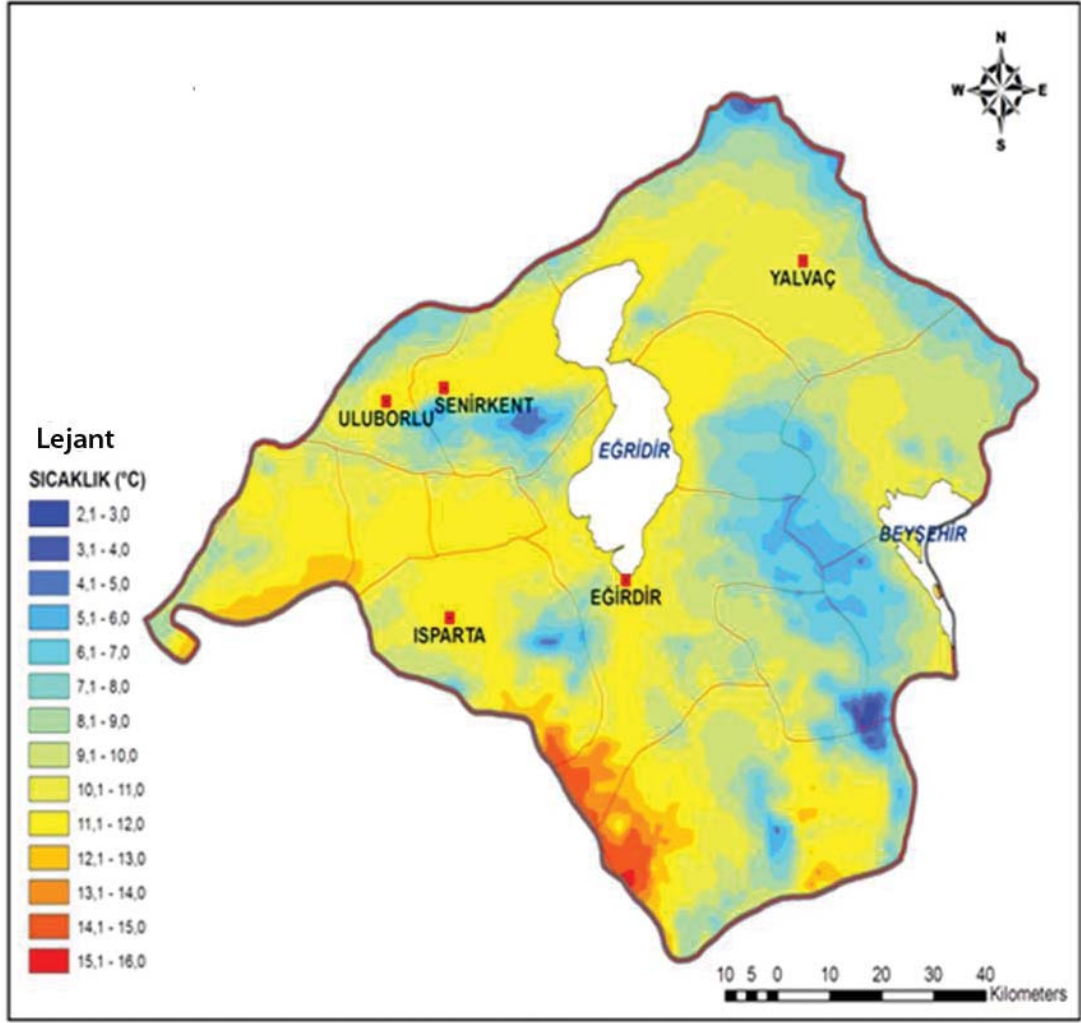 N
W E
S
YALVAÇ
SENİRKENT
ULUBORLU
EĞRİDİR
BEYŞEHİR
EĞİRDİR
ISPARTA
Lejant
SICAKLIK (°C)
2,1 - 3,0
3,1 - 4,0
4,1 - 5,0
5,1 - 6,0
6,1 - 7,0
7,1 - 8,0
8,1 - 9,0
9,1 - 10,0
10,1 - 11,0
11,1 - 12,0
12,1 - 13,0
13,1 - 14,0
14,1 - 15,0
15,1 - 16,0
10 5 0 10 20 30 40
Kilometers